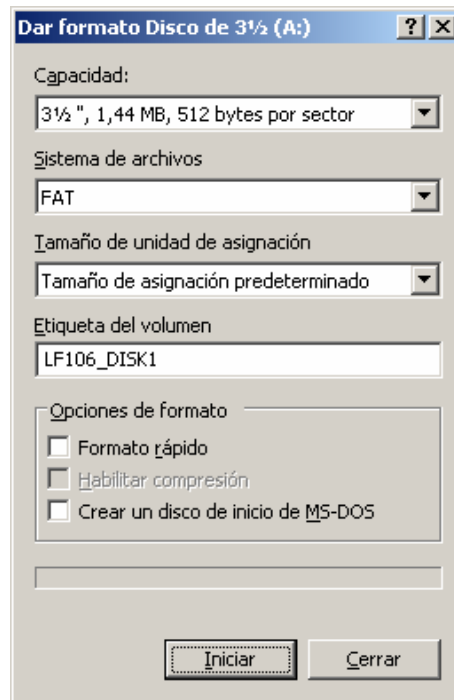 Dar formato Disco de 3½ (A:)
Capacidad:
3½ ", 1,44 MB, 512 bytes por sector
Sistema de archivos
FAT
Tamaño de unidad de asignación
Tamaño de asignación predeterminado
Etiqueta del volumen
LF106_DISK1
Opciones de formato
Formato rápido
Habilitar compresión
Crear un disco de inicio de MS-DOS
Iniciar
Cerrar